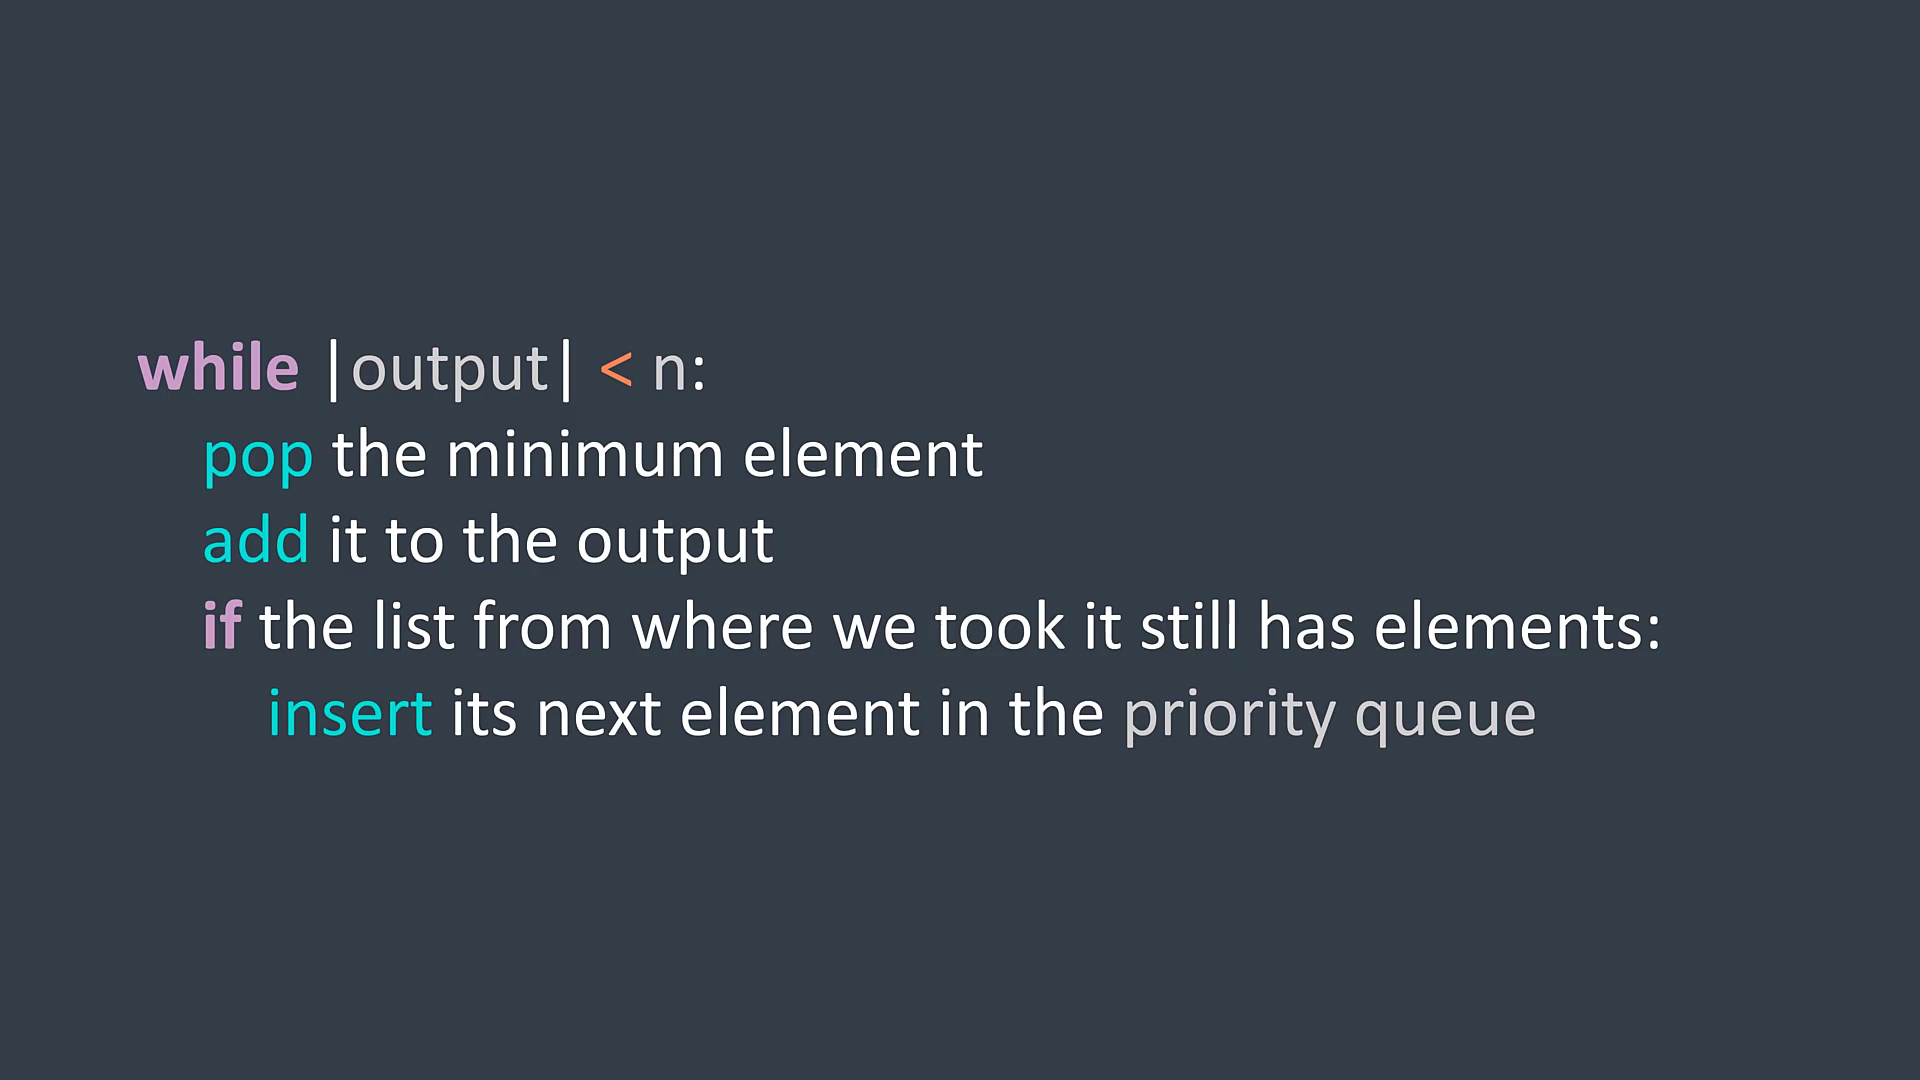 while |output| < n:
pop the minimum element
add it to the output
if the list from where we took it still has elements:
insert its next element in the priority queue